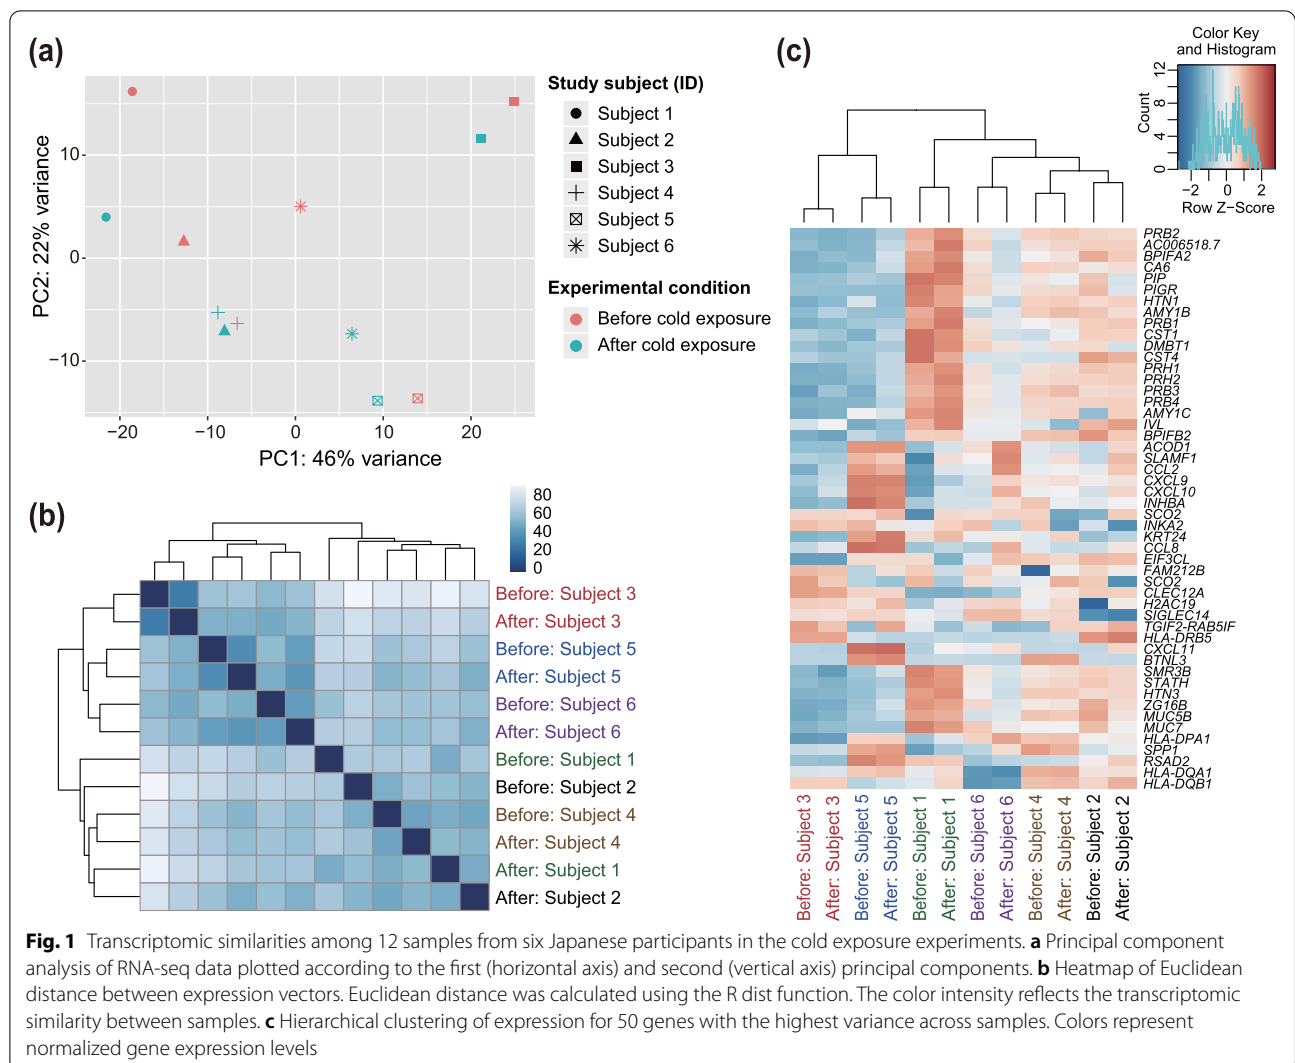 (a)
PC2: 22% variance
10
0
−10
−20
−10
0
10
20
PC1: 46% variance
Study subject (ID)
Subject 1
Subject 2
Subject 3
Subject 4
Subject 5
Subject 6
Experimental condition
Before cold exposure
After cold exposure
(b)
80
60
40
20
0
Before: Subject 3
After: Subject 3
Before: Subject 5
After: Subject 5
Before: Subject 6
After: Subject 6
Before: Subject 1
Before: Subject 2
Before: Subject 4
After: Subject 4
After: Subject 1
After: Subject 2
(c)
Color Key
and Histogram
Count
12
8
4
0
−2
0
1
2
Row Z−Score
PRB2
AC006518.7
BPIFA2
CA6
PIP
PIGR
HTN1
AMY1B
PRB1
CST1
DMBT1
CST4
PRH1
PRH2
PRB3
PRB4
AMY1C
IVL
BPIFB2
ACOD1
SLAMF1
CCL2
CXCL9
CXCL10
INHBA
SCO2
INKA2
KRT24
CCL8
EIF3CL
FAM212B
SCO2
CLEC12A
H2AC19
SIGLEC14
TGIF2-RAB5IF
HLA-DRB5
CXCL11
BTNL3
SMR3B
STATH
HTN3
ZG16B
MUC5B
MUC7
HLA-DPA1
SPP1
RSAD2
HLA-DQA1
HLA-DQB1
Before: Subject 3
After: Subject 3
Before: Subject 5
After: Subject 5
Before: Subject 1
After: Subject 1
Before: Subject 6
After: Subject 6
Before: Subject 4
After: Subject 4
Before: Subject 2
After: Subject 2
Fig. 1 Transcriptomic similarities among 12 samples from six Japanese participants in the cold exposure experiments. a Principal component
analysis of RNA-seq data plotted according to the first (horizontal axis) and second (vertical axis) principal components. b Heatmap of Euclidean
distance between expression vectors. Euclidean distance was calculated using the R dist function. The color intensity reflects the transcriptomic
similarity between samples. c Hierarchical clustering of expression for 50 genes with the highest variance across samples. Colors represent
normalized gene expression levels